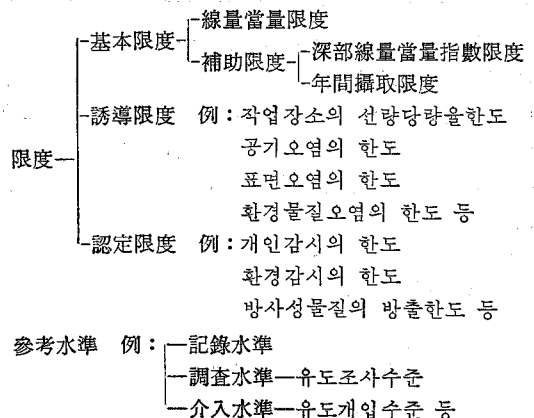 線量當量限度
基本限度
補助限度 深部線量當量指數限度
年間攝取限度
誘導限度 例：작업장소의 선량당량율한도
공기오염의 한도
限度
표면오염의 한도
환경물질오염의 한도 등
認定限度 例：개인감시의 한도
환경감시의 한도
방사성물질의 방출한도 등
參考水準 例：記錄水準
調査水準―유도조사수준
介入水準―유도개입수준 등